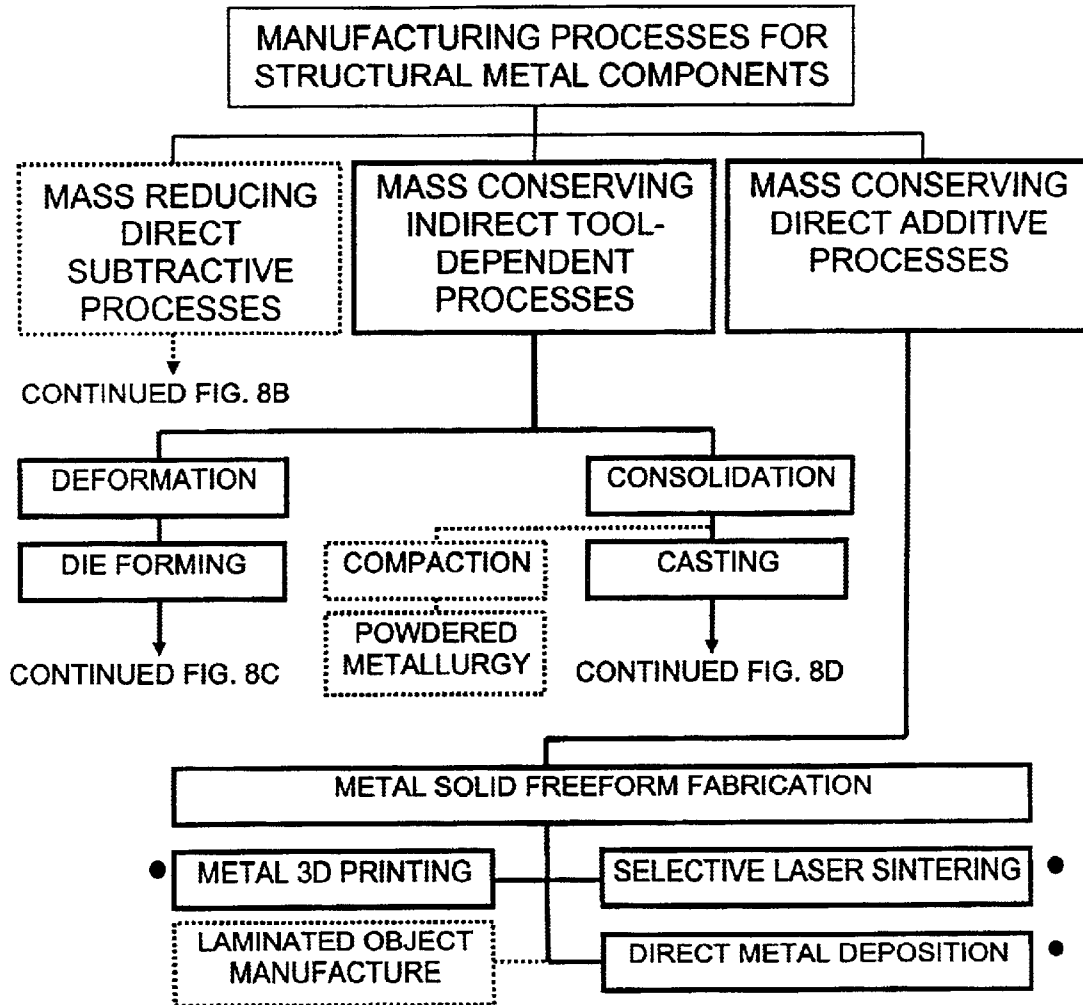 MANUFACTURING PROCESSES FOR
STRUCTURAL METAL COMPONENTS
MASS REDUCING
DIRECT
SUBTRACTIVE
PROCESSES
MASS CONSERVING
INDIRECT TOOL-
DEPENDENT
PROCESSES
MASS CONSERVING
DIRECT ADDITIVE
PROCESSES
CONTINUED FIG. 8B
DEFORMATION
CONSOLIDATION
DIE FORMING
COMPACTION
CASTING
POWDERED
METALLURGY
CONTINUED FIG. 8C
CONTINUED FIG. 8D
METAL SOLID FREEFORM FABRICATION
METAL 3D PRINTING
SELECTIVE LASER SINTERING
LAMINATED OBJECT
MANUFACTURE
DIRECT METAL DEPOSITION